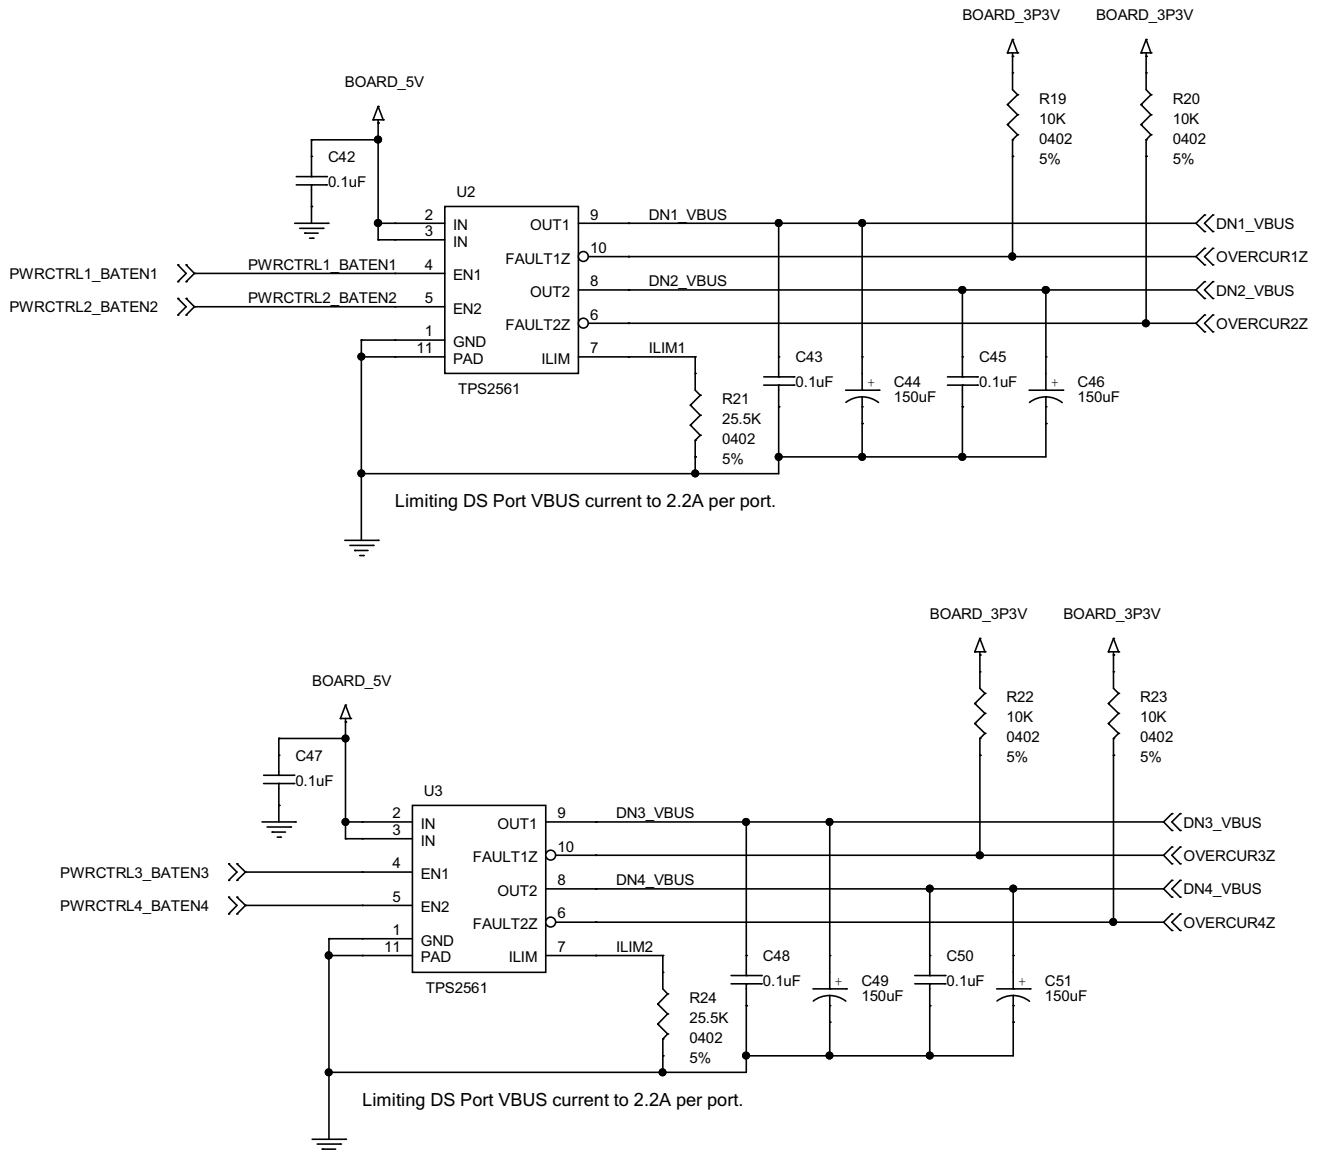 BOARD_3P3V BOARD_3P3V
BOARD_5V
R19
10K
0402
5%
R20
10K
0402
5%
C42
0.1uF
U2
2 IN
3 IN
4 EN1
5 EN2
1 GND
11 PAD
OUT1 9
FAULT1Z 10
OUT2 8
FAULT2Z 6
ILIM 7
TPS2561
PWRCTRL1_BATEN1 PWRCTRL1_BATEN1
PWRCTRL2_BATEN2 PWRCTRL2_BATEN2
DN1_VBUS DN1_VBUS
OVERCUR1Z
DN2_VBUS DN2_VBUS
OVERCUR2Z
ILIM1
R21
25.5K
0402
5%
C43
0.1uF
+
C44
150uF
C45
0.1uF
+
C46
150uF
Limiting DS Port VBUS current to 2.2A per port.
BOARD_3P3V BOARD_3P3V
BOARD_5V
R22
10K
0402
5%
R23
10K
0402
5%
C47
0.1uF
U3
2 IN
3 IN
4 EN1
5 EN2
1 GND
11 PAD
OUT1 9
FAULT1Z 10
OUT2 8
FAULT2Z 6
ILIM 7
TPS2561
PWRCTRL3_BATEN3
PWRCTRL4_BATEN4
DN3_VBUS DN3_VBUS
OVERCUR3Z
DN4_VBUS DN4_VBUS
OVERCUR4Z
ILIM2
R24
25.5K
0402
5%
C48
0.1uF
+
C49
150uF
C50
0.1uF
+
C51
150uF
Limiting DS Port VBUS current to 2.2A per port.